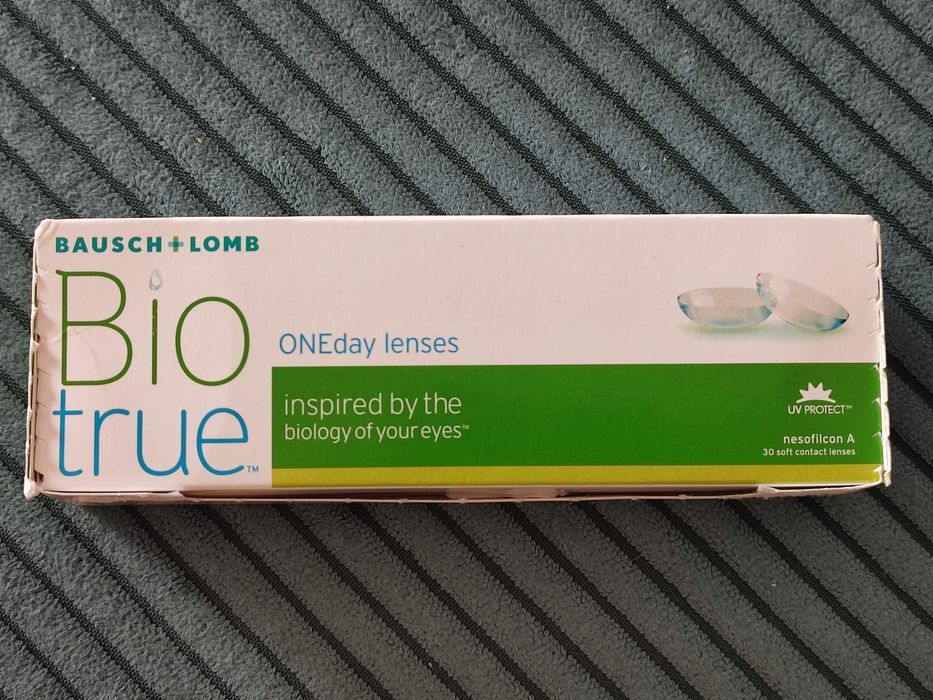 BAUSCH+LOMB
Bio
true™
ONEday lenses
inspired by the
biology of your eyes™
UV PROTECT™
nesofilcon A
30 soft contact lenses